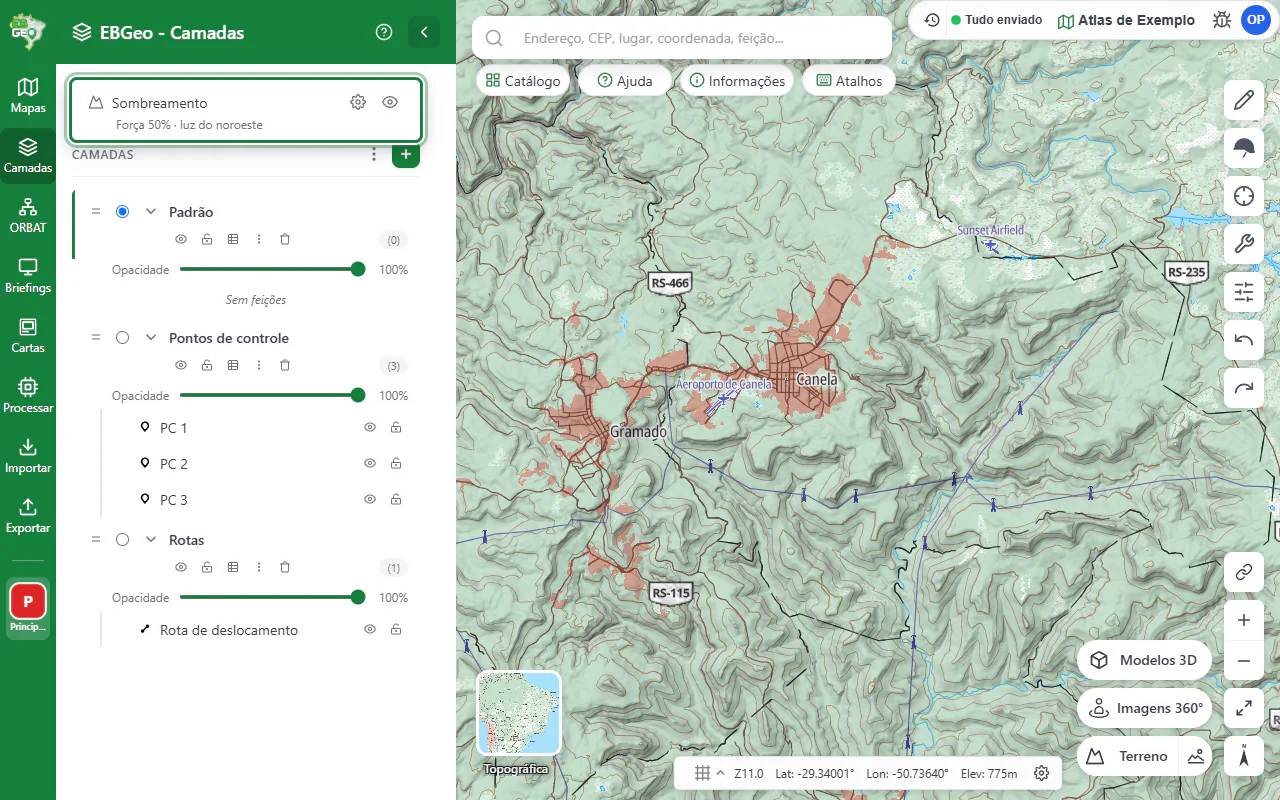 EB
GEO
EBGeo - Camadas
Mapas
Camadas
ORBAT
Briefings
Cartas
Processar
Importar
Exportar
P
Princip...
Sombreamento
Força 50% · luz do noroeste
CAMADAS
Padrão
(0)
Opacidade 100%
Sem feições
Pontos de controle
(3)
Opacidade 100%
PC 1
PC 2
PC 3
Rotas
(1)
Opacidade 100%
Rota de deslocamento
Endereço, CEP, lugar, coordenada, feição...
Tudo enviado
Atlas de Exemplo
OP
Catálogo
Ajuda
Informações
Atalhos
Sunset Airfield
RS-235
RS-466
Aeroporto de Canela
Canela
Gramado
RS-115
Topográfica
Modelos 3D
Imagens 360°
Terreno
N
Z11.0 Lat: -29.34001° Lon: -50.73640° Elev: 775m